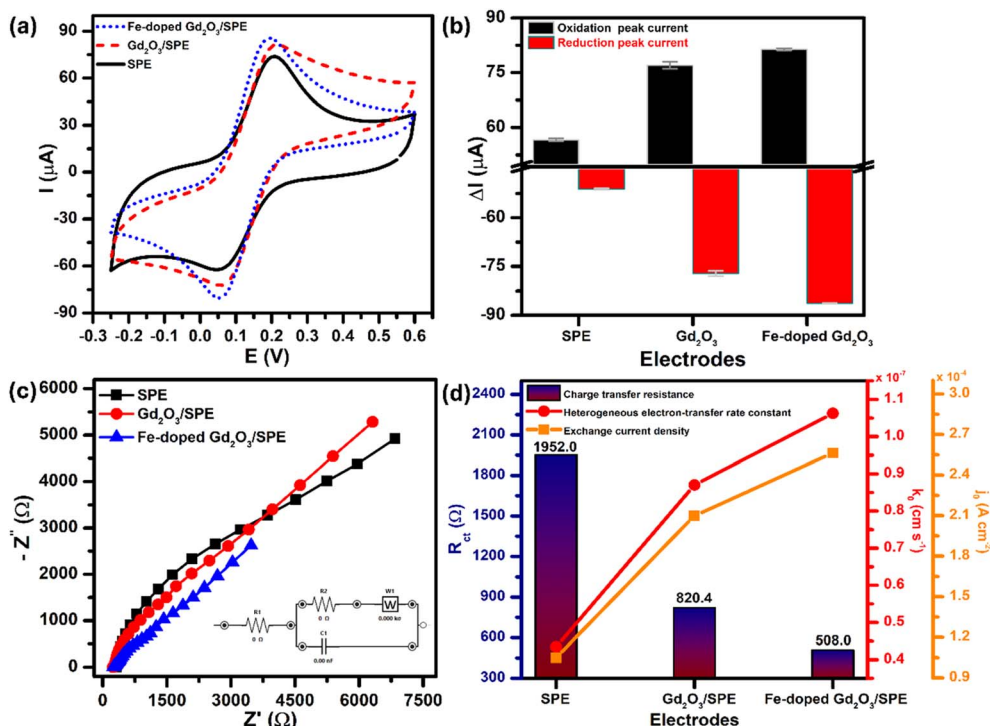 (a)
Fe-doped Gd₂O₃/SPE
Gd₂O₃/SPE
SPE
90
60
30
0
-30
-60
-90
I (µA)
-0.3 -0.2 -0.1 0.0 0.1 0.2 0.3 0.4 0.5 0.6
E (V)
(b)
Oxidation peak current
Reduction peak current
75
60
-60
-75
-90
ΔI (µA)
SPE
Gd₂O₃
Fe-doped Gd₂O₃
Electrodes
(c)
SPE
Gd₂O₃/SPE
Fe-doped Gd₂O₃/SPE
6000
5000
4000
3000
2000
1000
0
- Z" (Ω)
R1
0 Ω
R2
0 Ω
W1
W
0.000 kσ
C1
0.00 nF
0 1500 3000 4500 6000 7500
Z' (Ω)
(d)
Charge transfer resistance
Heterogeneous electron-transfer rate constant
Exchange current density
2400
2100
1800
1500
1200
900
600
300
R_ct (Ω)
1952.0
820.4
508.0
x 10⁻⁷
1.1
1.0
0.8
0.7
0.5
0.4
k₀ (cm s⁻¹)
x 10⁻⁴
3.0
2.7
2.4
2.1
1.8
1.5
1.2
0.9
j₀ (A cm⁻²)
SPE
Gd₂O₃/SPE
Fe-doped Gd₂O₃/SPE
Electrodes